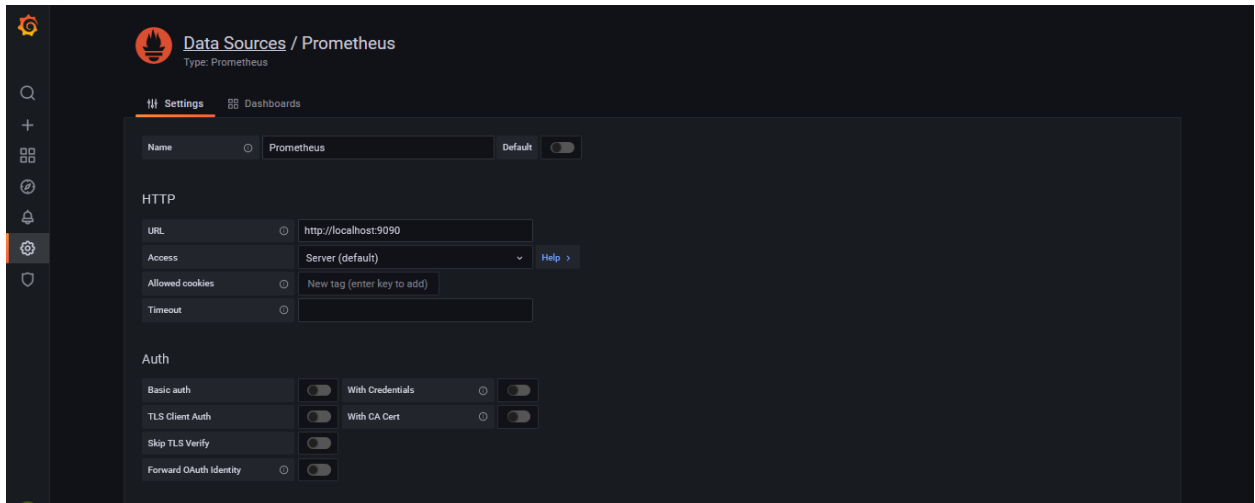 Data Sources / Prometheus
Type: Prometheus
Settings Dashboards
Name Prometheus Default
HTTP
URL http://localhost:9090
Access Server (default) Help >
Allowed cookies New tag (enter key to add)
Timeout
Auth
Basic auth With Credentials
TLS Client Auth With CA Cert
Skip TLS Verify
Forward OAuth Identity